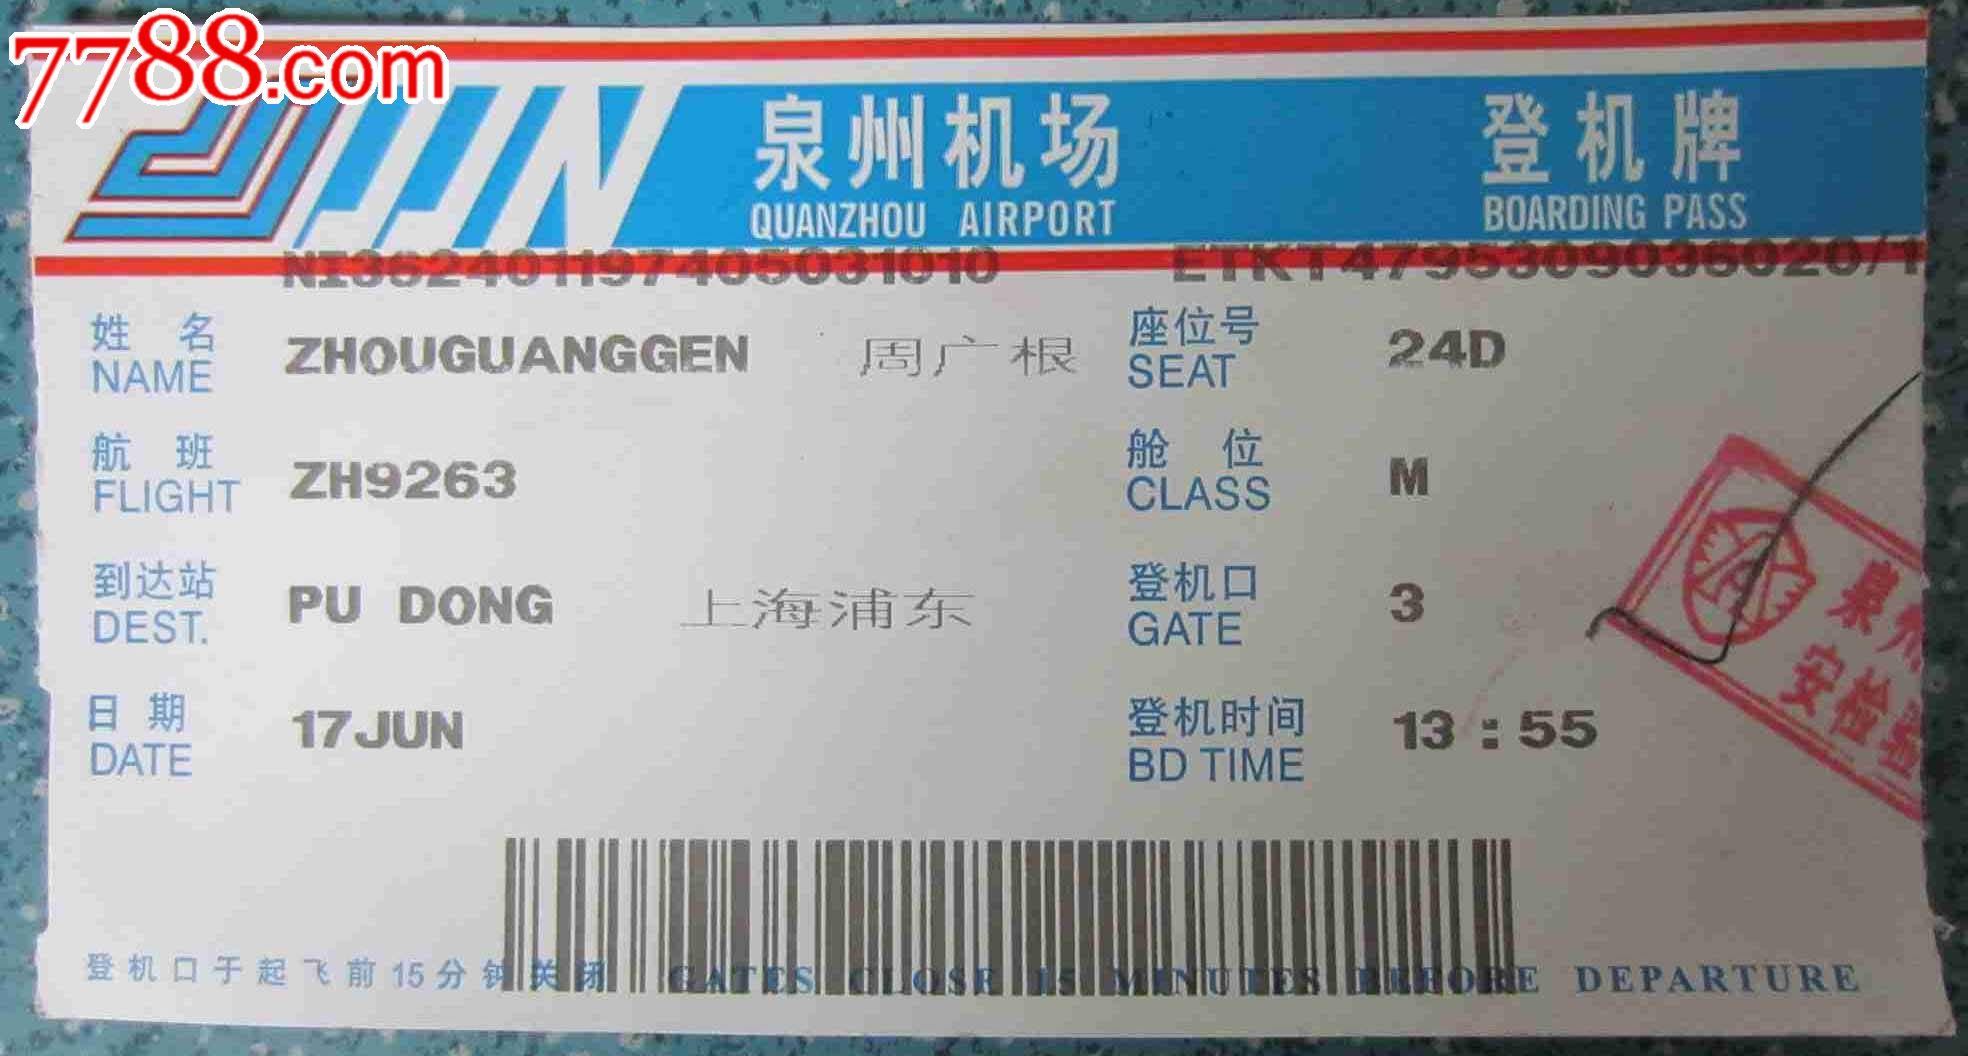 7788.com
泉州机场 登机牌
QUANZHOU AIRPORT BOARDING PASS
NI362401197405031010 ETKT4795309036020/1
姓名 ZHOUGUANGGEN 周广根 座位号 24D
NAME SEAT
航班 ZH9263 舱位 M
FLIGHT CLASS
到达站 PU DONG 上海浦东 登机口 3
DEST. GATE
日期 17JUN 登机时间 13:55
DATE BD TIME
泉州
安检
登机口于起飞前15分钟关闭 GATES CLOSE 15 MINUTES BEFORE DEPARTURE